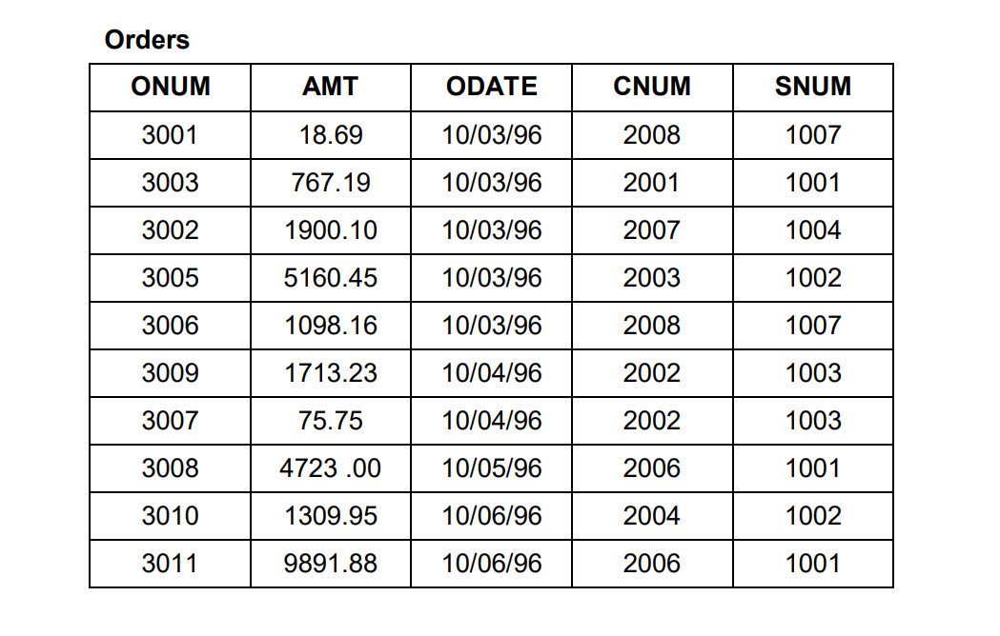 Orders
ONUM AMT ODATE CNUM SNUM
3001 18.69 10/03/96 2008 1007
3003 767.19 10/03/96 2001 1001
3002 1900.10 10/03/96 2007 1004
3005 5160.45 10/03/96 2003 1002
3006 1098.16 10/03/96 2008 1007
3009 1713.23 10/04/96 2002 1003
3007 75.75 10/04/96 2002 1003
3008 4723 .00 10/05/96 2006 1001
3010 1309.95 10/06/96 2004 1002
3011 9891.88 10/06/96 2006 1001